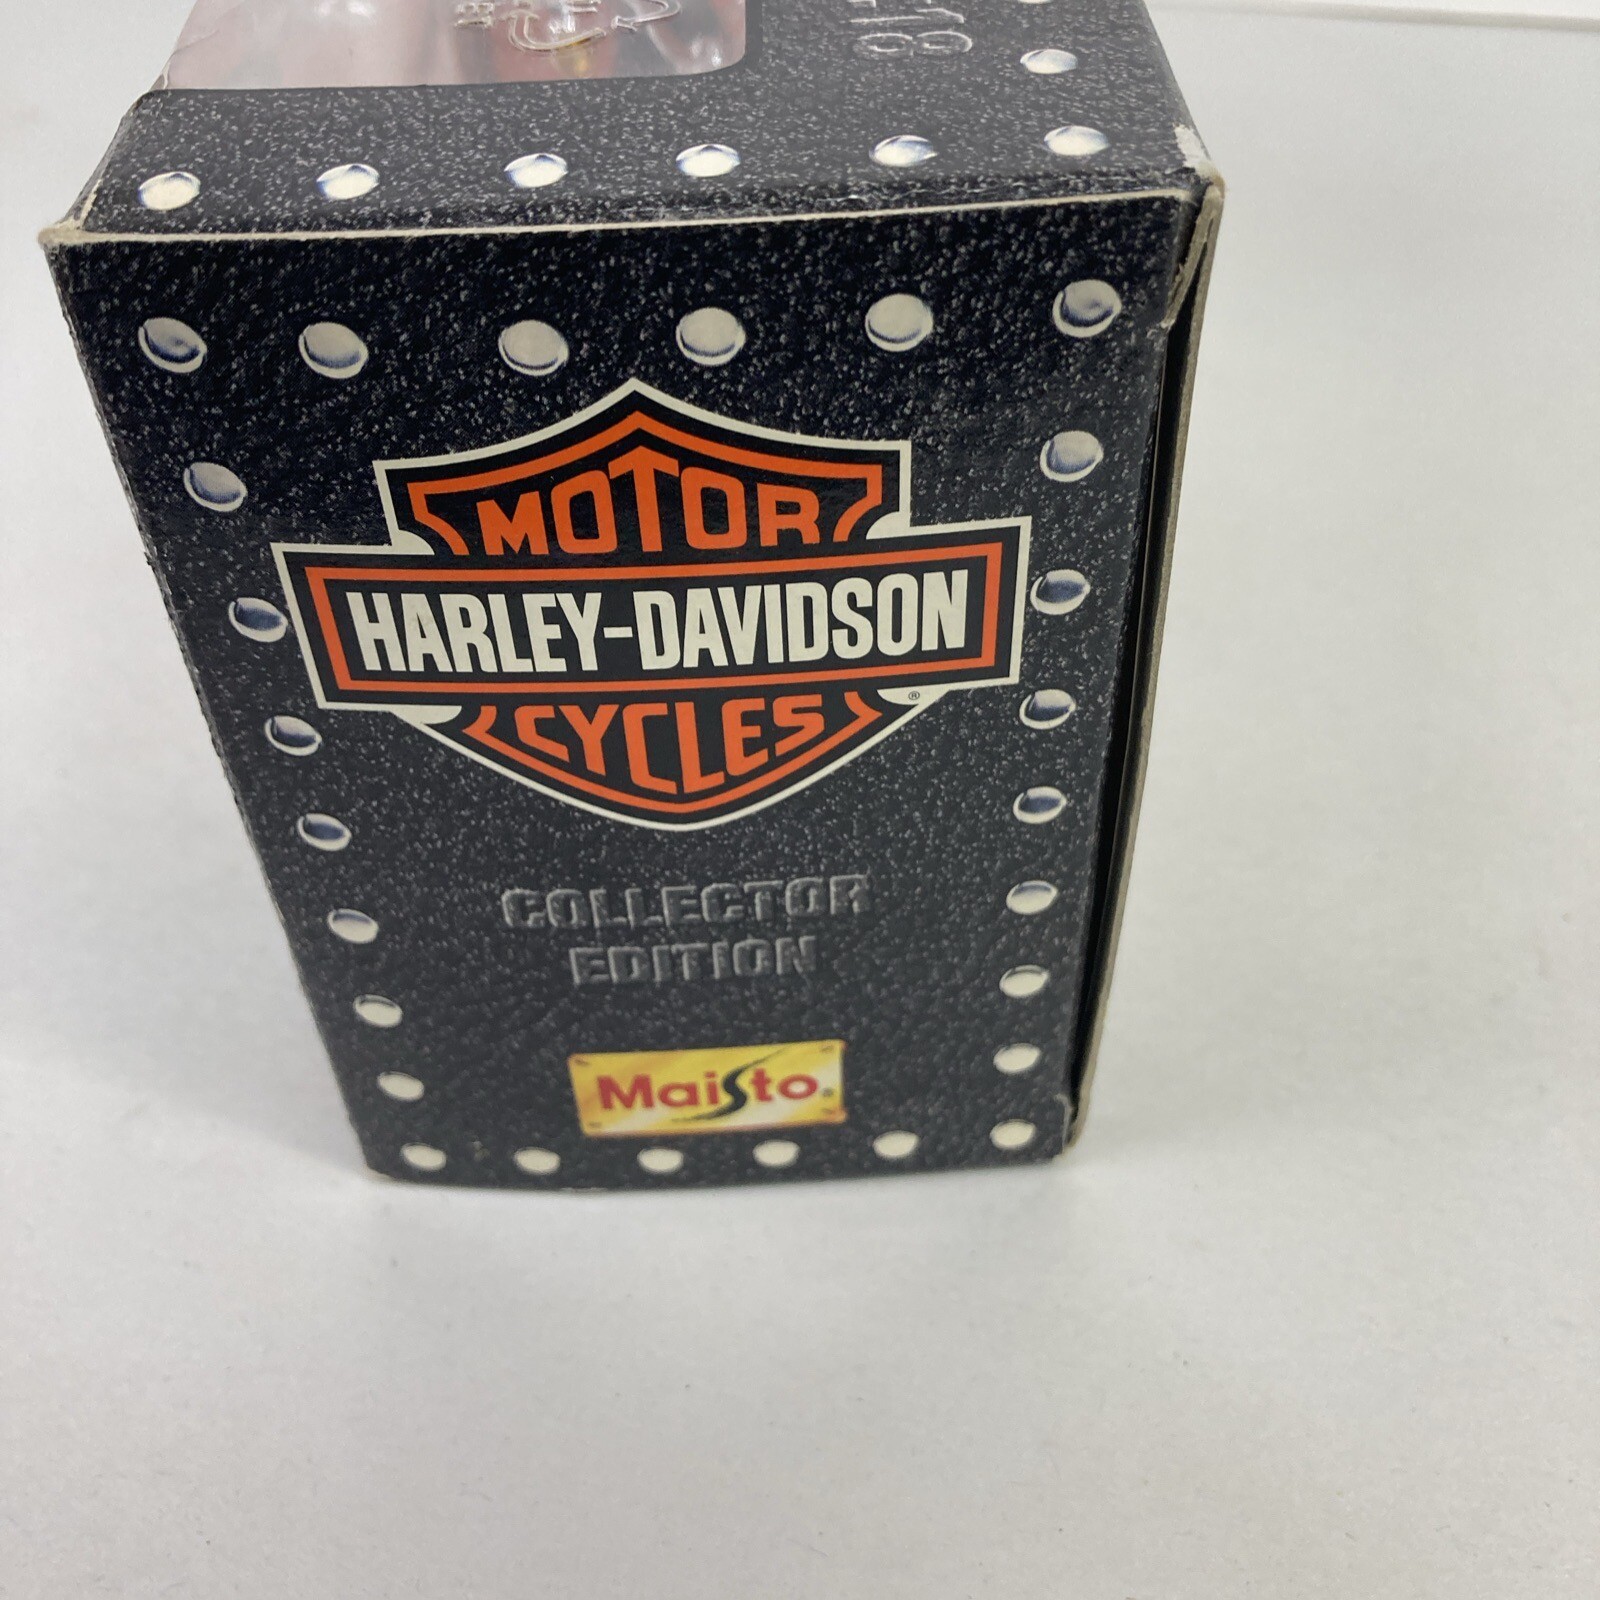 MOTOR
HARLEY-DAVIDSON
CYCLES
®
COLLECTOR
EDITION
Maisto®